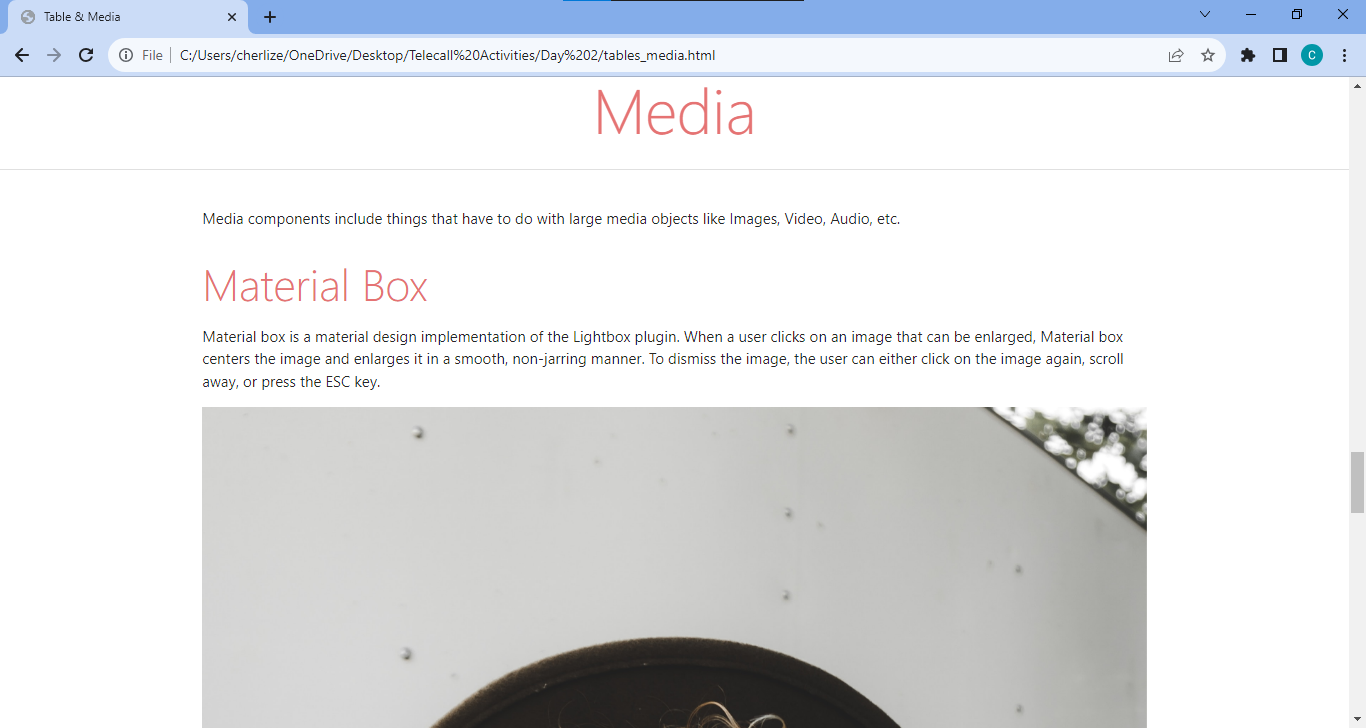 Table & Media
File
C:/Users/cherlize/OneDrive/Desktop/Telecall%20Activities/Day%202/tables_media.html
C
Media
Media components include things that have to do with large media objects like Images, Video, Audio, etc.
Material Box
Material box is a material design implementation of the Lightbox plugin. When a user clicks on an image that can be enlarged, Material box
centers the image and enlarges it in a smooth, non-jarring manner. To dismiss the image, the user can either click on the image again, scroll
away, or press the ESC key.